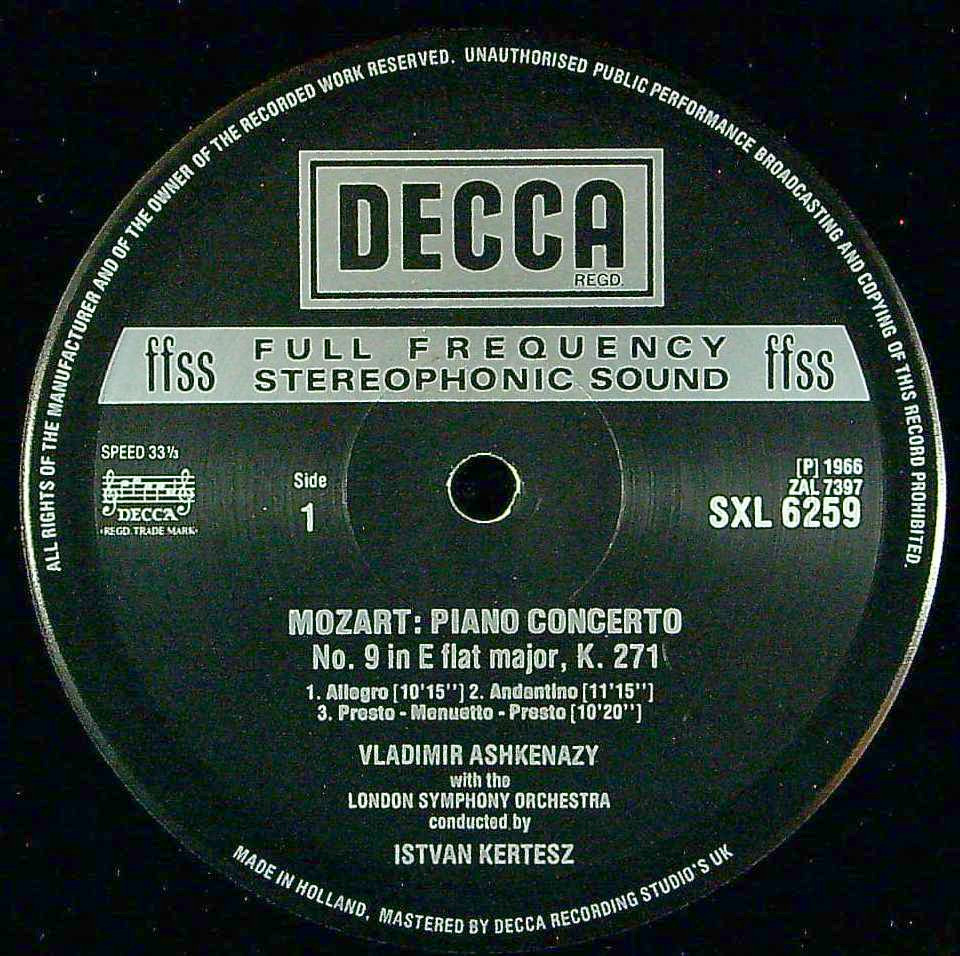 ALL RIGHTS OF THE MANUFACTURER AND OF THE OWNER OF THE RECORDED WORK RESERVED. UNAUTHORISED PUBLIC PERFORMANCE BROADCASTING AND COPYING OF THIS RECORD PROHIBITED.
DECCA
REGD.
ffss FULL FREQUENCY STEREOPHONIC SOUND ffss
SPEED 33⅓
DECCA
REGD. TRADE MARK
Side
1
[P] 1966
ZAL 7397
SXL 6259
MOZART: PIANO CONCERTO
No. 9 in E flat major, K. 271
1. Allegro [10'15''] 2. Andantino [11'15'']
3. Presto - Menuetto - Presto [10'20'']
VLADIMIR ASHKENAZY
with the
LONDON SYMPHONY ORCHESTRA
conducted by
ISTVAN KERTESZ
MADE IN HOLLAND, MASTERED BY DECCA RECORDING STUDIO'S UK